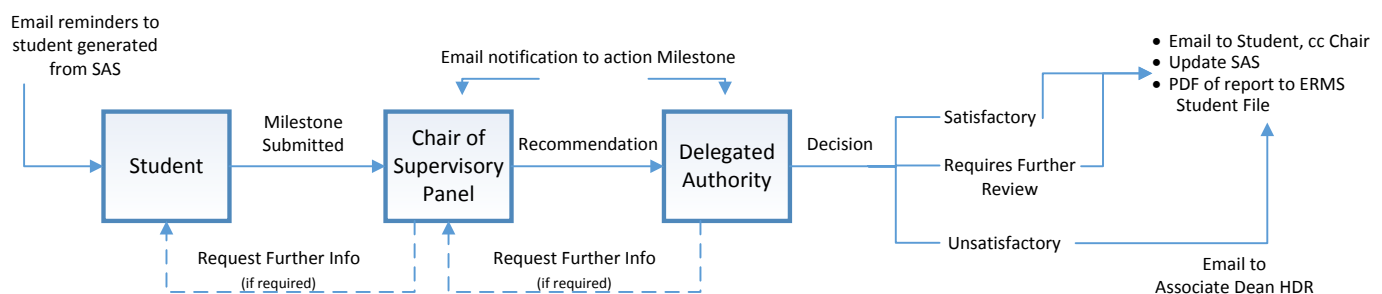 Email reminders to
student generated
from SAS
Student
Milestone
Submitted
Email notification to action Milestone
Chair of
Supervisory
Panel
Recommendation
Delegated
Authority
Decision
Satisfactory
Requires Further
Review
Unsatisfactory
• Email to Student, cc Chair
• Update SAS
• PDF of report to ERMS
Student File
Email to
Associate Dean HDR
Request Further Info
(if required)
Request Further Info
(if required)